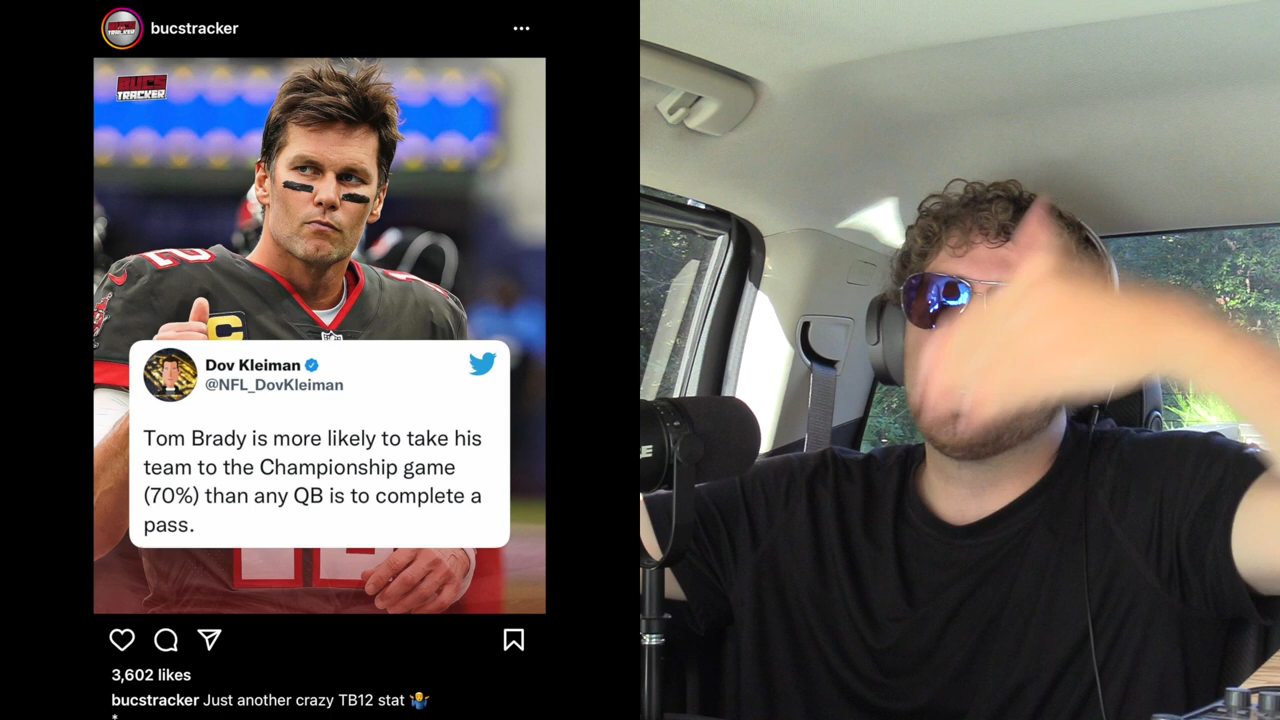 bucstracker
BUCS
TRACKER
Dov Kleiman
@NFL_DovKleiman
Tom Brady is more likely to take his
team to the Championship game
(70%) than any QB is to complete a
pass.
3,602 likes
bucstracker Just another crazy TB12 stat 🤷‍♂️
*